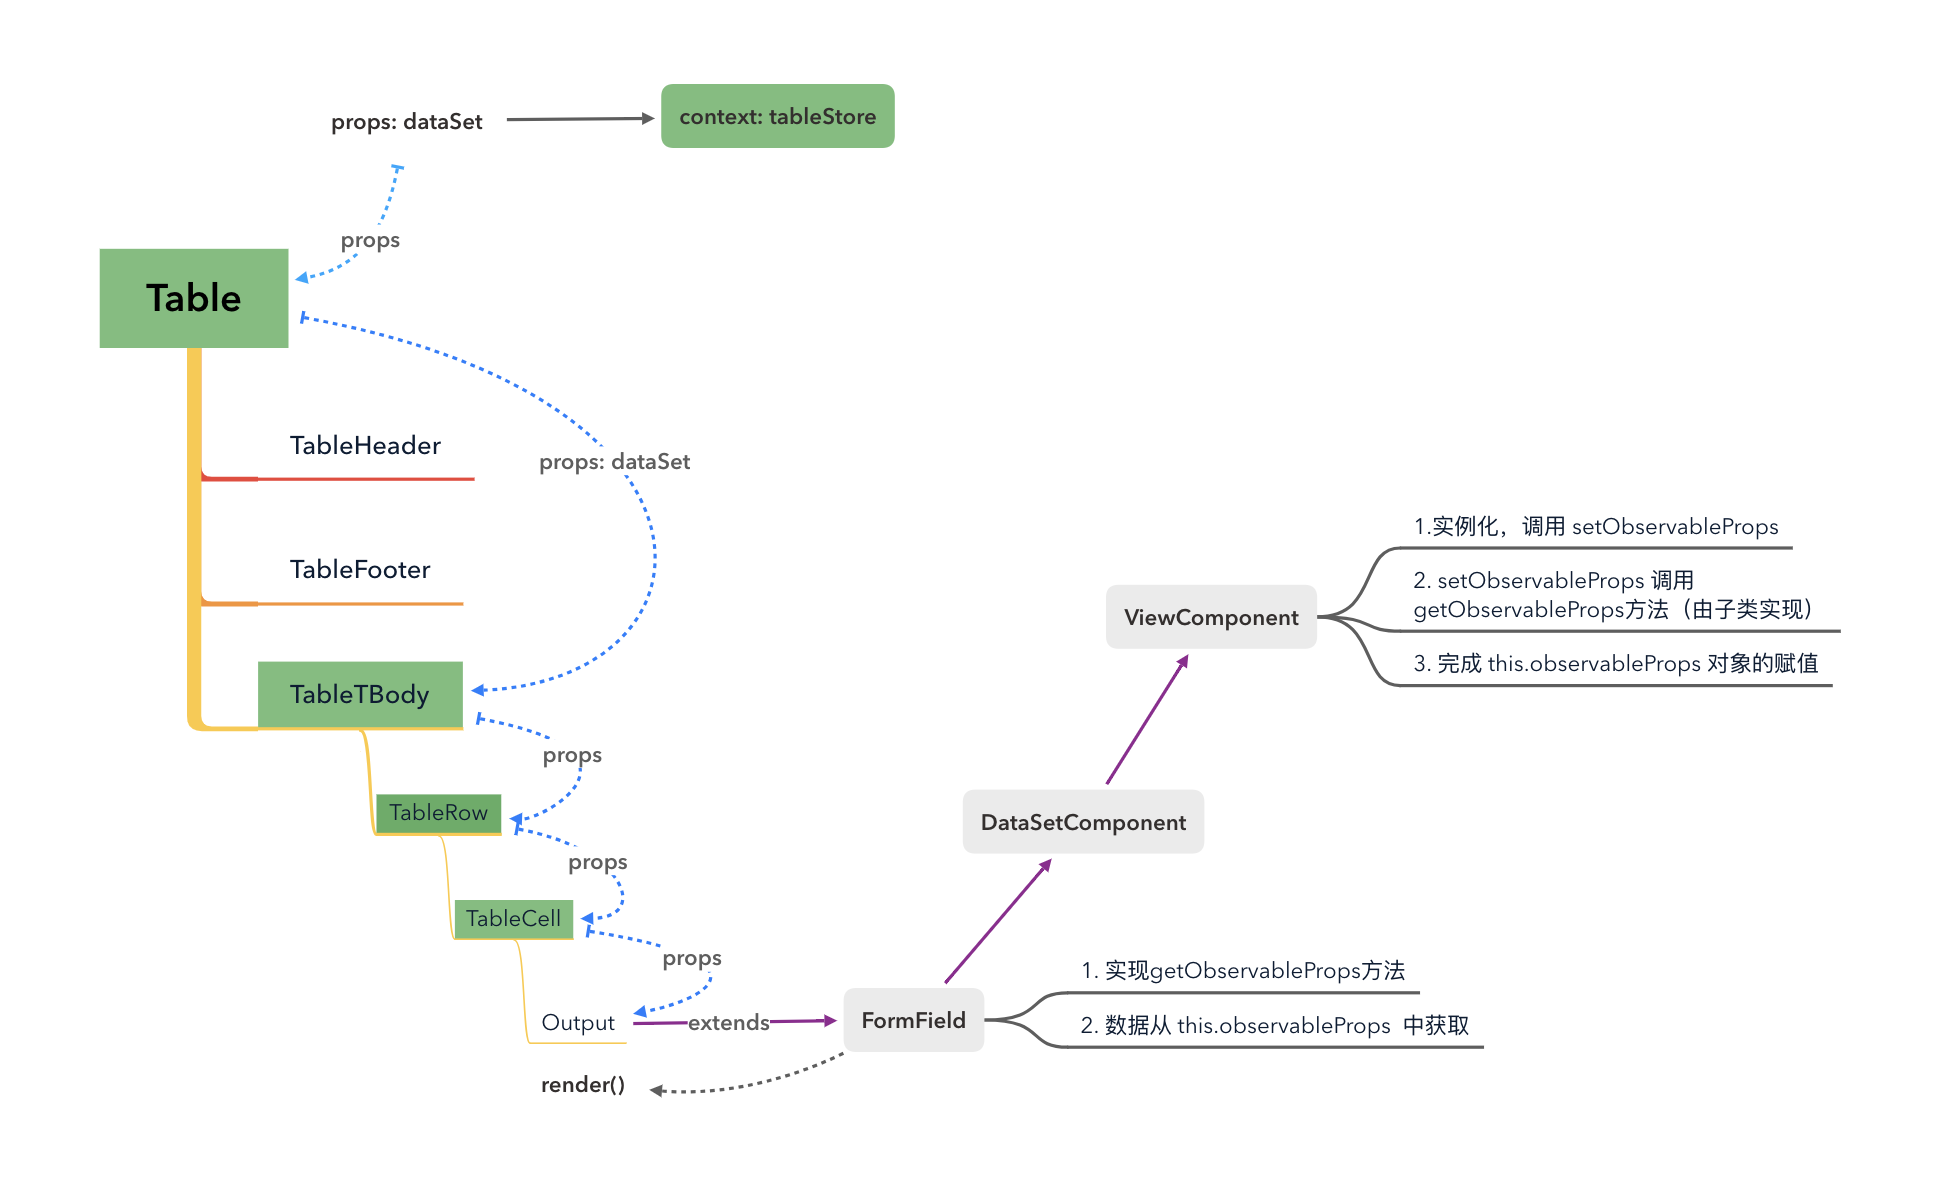 props: dataSet
context: tableStore
props
Table
TableHeader
props: dataSet
TableFooter
TableTBody
props
TableRow
props
TableCell
props
Output
extends
render()
FormField
1. 实现getObservableProps方法
2. 数据从 this.observableProps 中获取
DataSetComponent
ViewComponent
1.实例化，调用 setObservableProps
2. setObservableProps 调用
getObservableProps方法（由子类实现）
3. 完成 this.observableProps 对象的赋值